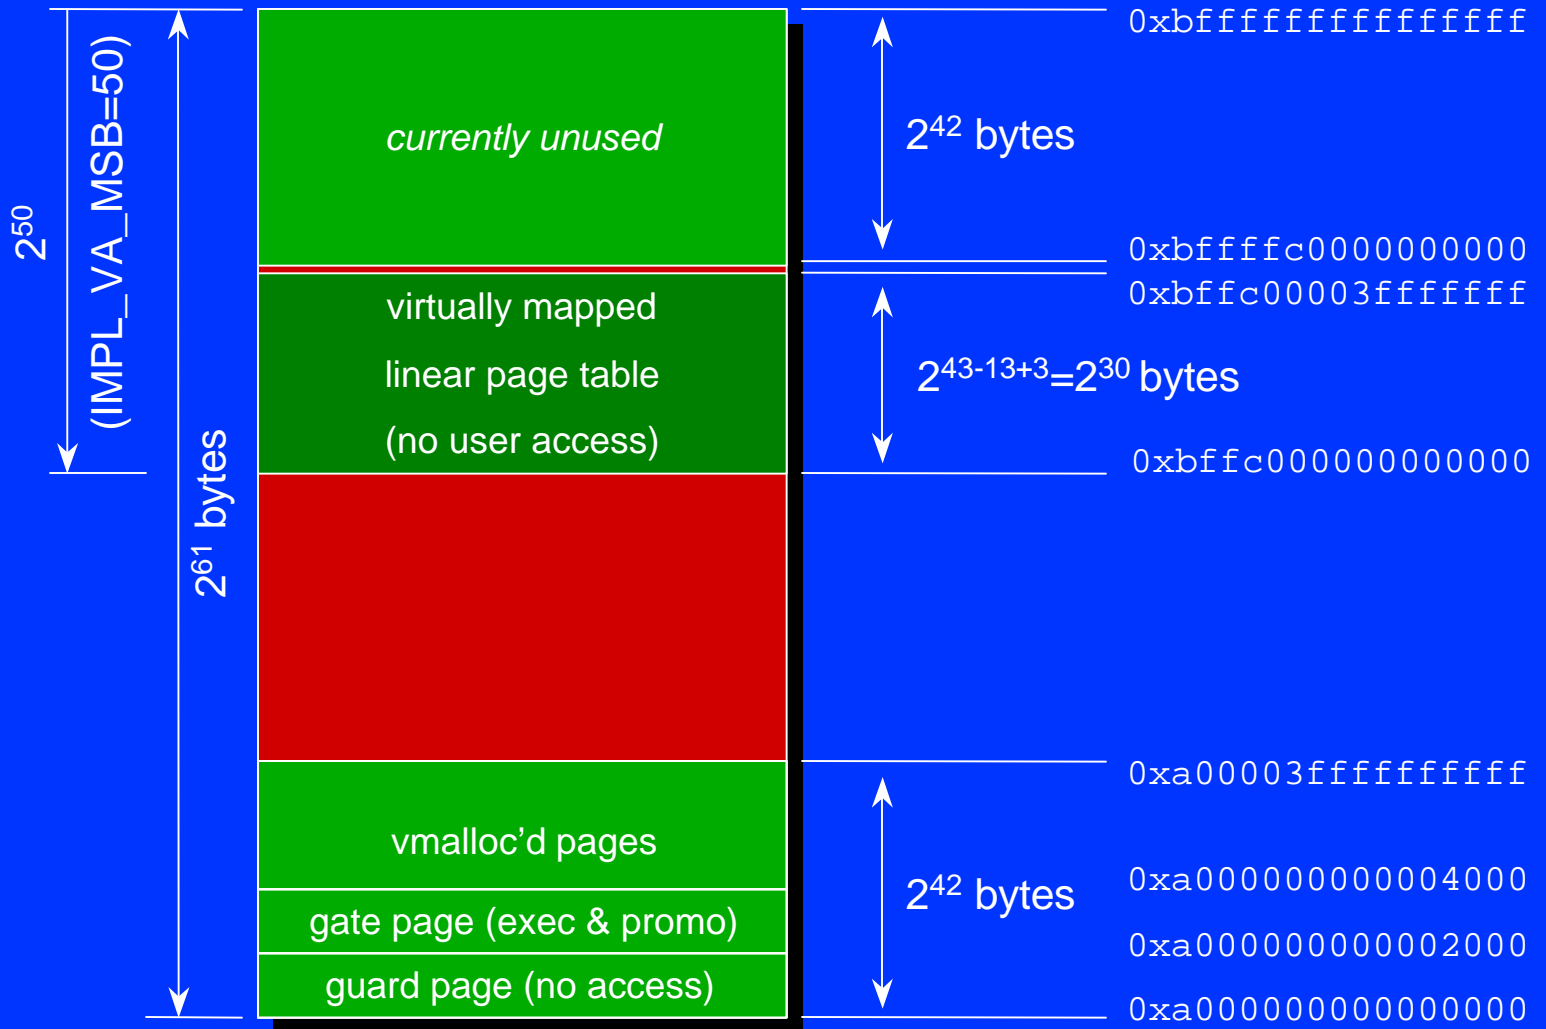 2^50
(IMPL_VA_MSB=50)
2^61 bytes
currently unused
virtually mapped
linear page table
(no user access)
vmalloc’d pages
gate page (exec & promo)
guard page (no access)
2^42 bytes
2^43-13+3=2^30 bytes
2^42 bytes
0xbfffffffffffffff
0xbffffc0000000000
0xbffc00003fffffff
0xbffc000000000000
0xa00003ffffffffff
0xa000000000004000
0xa000000000002000
0xa000000000000000